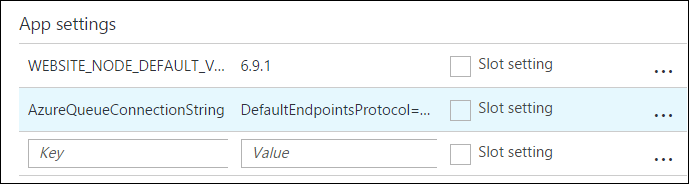 App settings
WEBSITE_NODE_DEFAULT_V... 6.9.1 Slot setting ...
AzureQueueConnectionString DefaultEndpointsProtocol=... Slot setting ...
Key Value Slot setting ...